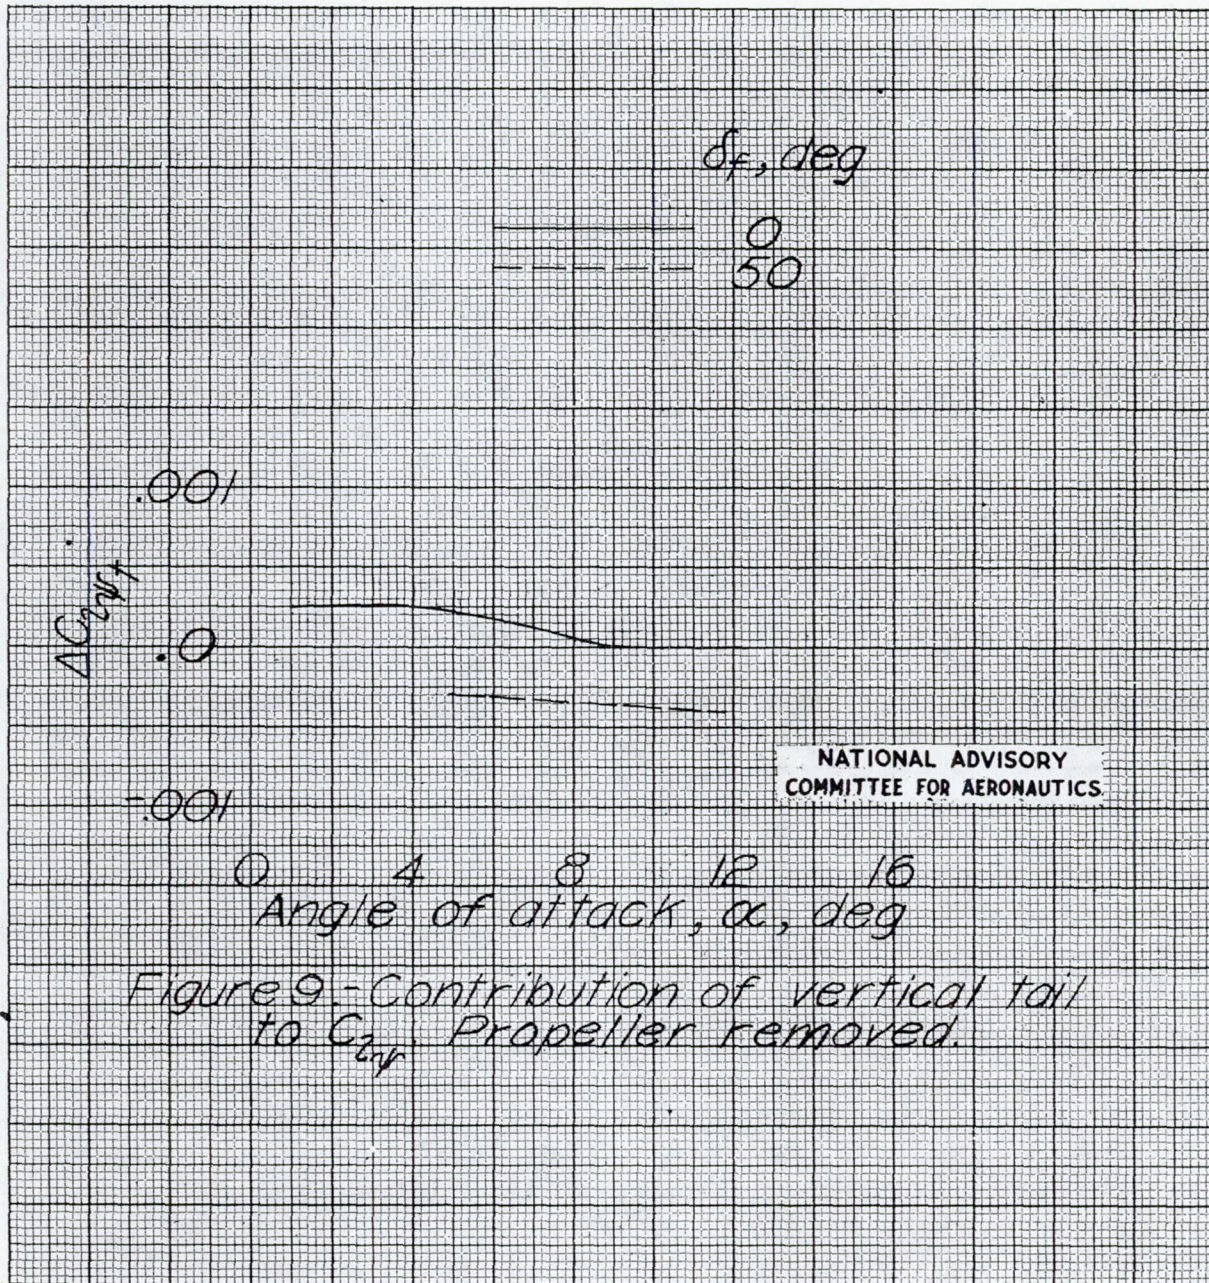 δf, deg
0
50
.001
.0
-.001
ΔClψt
0 4 8 12 16
Angle of attack, α, deg
NATIONAL ADVISORY
COMMITTEE FOR AERONAUTICS
Figure 9.- Contribution of vertical tail
to Clψ. Propeller removed.